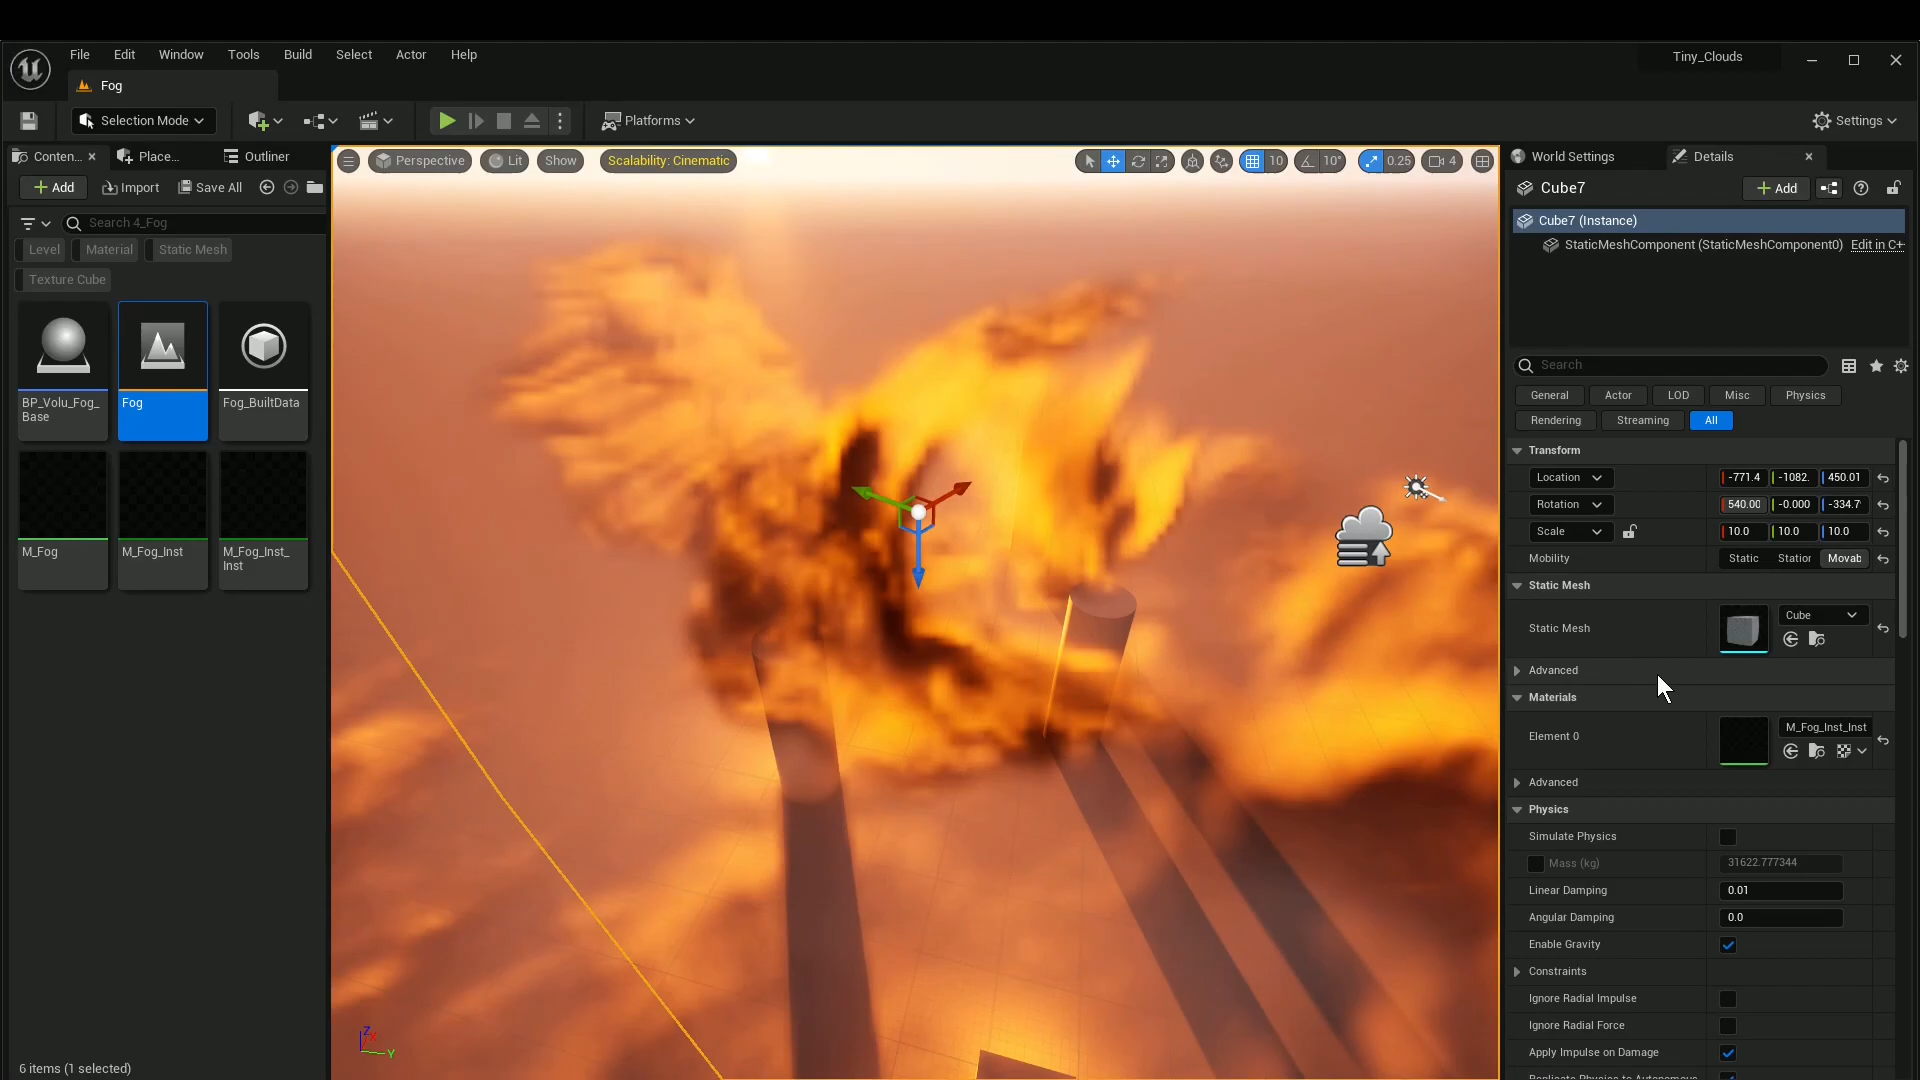 File Edit Window Tools Build Select Actor Help
Tiny_Clouds
Fog
Selection Mode
Platforms
Settings
Conten...
Place...
Outliner
Add
Import
Save All
Search 4_Fog
Level
Material
Static Mesh
Texture Cube
BP_Volu_Fog_
Base
Fog
Fog_BuiltData
M_Fog
M_Fog_Inst
M_Fog_Inst_
Inst
6 items (1 selected)
Perspective
Lit
Show
Scalability: Cinematic
10
10°
0.25
4
Z
X
Y
World Settings
Details
Cube7
Add
Cube7 (Instance)
StaticMeshComponent (StaticMeshComponent0) Edit in C+
Search
General Actor LOD Misc Physics
Rendering Streaming All
Transform
Location -771.4 -1082. 450.01
Rotation 540.00 -0.000 -334.7
Scale 10.0 10.0 10.0
Mobility Static Station Movab
Static Mesh
Static Mesh Cube
Advanced
Materials
Element 0 M_Fog_Inst_Inst
Advanced
Physics
Simulate Physics
Mass (kg) 31622.777344
Linear Damping 0.01
Angular Damping 0.0
Enable Gravity
Constraints
Ignore Radial Impulse
Ignore Radial Force
Apply Impulse on Damage
Replicate Physics to Autonomous